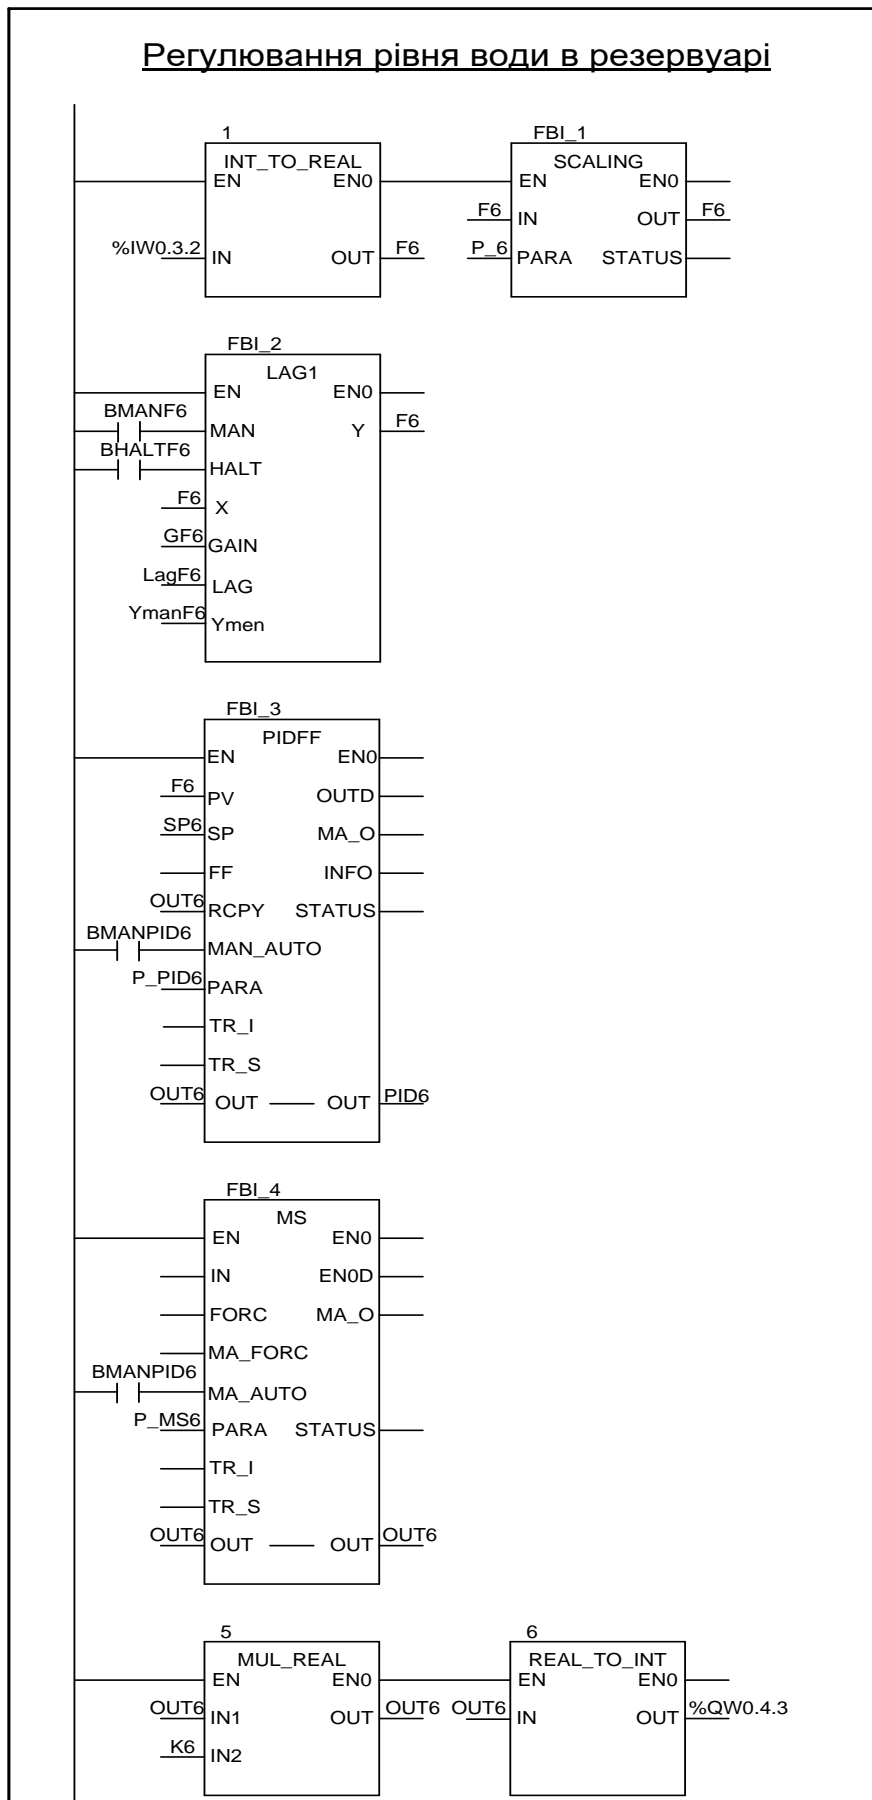 Регулювання рівня води в резервуарі
1 FBI_1
INT_TO_REAL SCALING
EN EN0 EN EN0
F6 IN OUT F6
%IW0.3.2 IN OUT F6 P_6 PARA STATUS
FBI_2
LAG1
EN EN0
BMANF6 MAN Y F6
BHALTF6 HALT
F6 X
GF6 GAIN
LagF6 LAG
YmanF6 Ymen
FBI_3
PIDFF
EN EN0
F6 PV OUTD
SP6 SP MA_O
FF INFO
OUT6 RCPY STATUS
BMANPID6 MAN_AUTO
P_PID6 PARA
TR_I
TR_S
OUT6 OUT OUT PID6
FBI_4
MS
EN EN0
IN EN0D
FORC MA_O
MA_FORC
BMANPID6 MA_AUTO
P_MS6 PARA STATUS
TR_I
TR_S
OUT6 OUT OUT OUT6
5 6
MUL_REAL REAL_TO_INT
EN EN0 EN EN0
OUT6 IN1 OUT OUT6 OUT6 IN OUT %QW0.4.3
K6 IN2